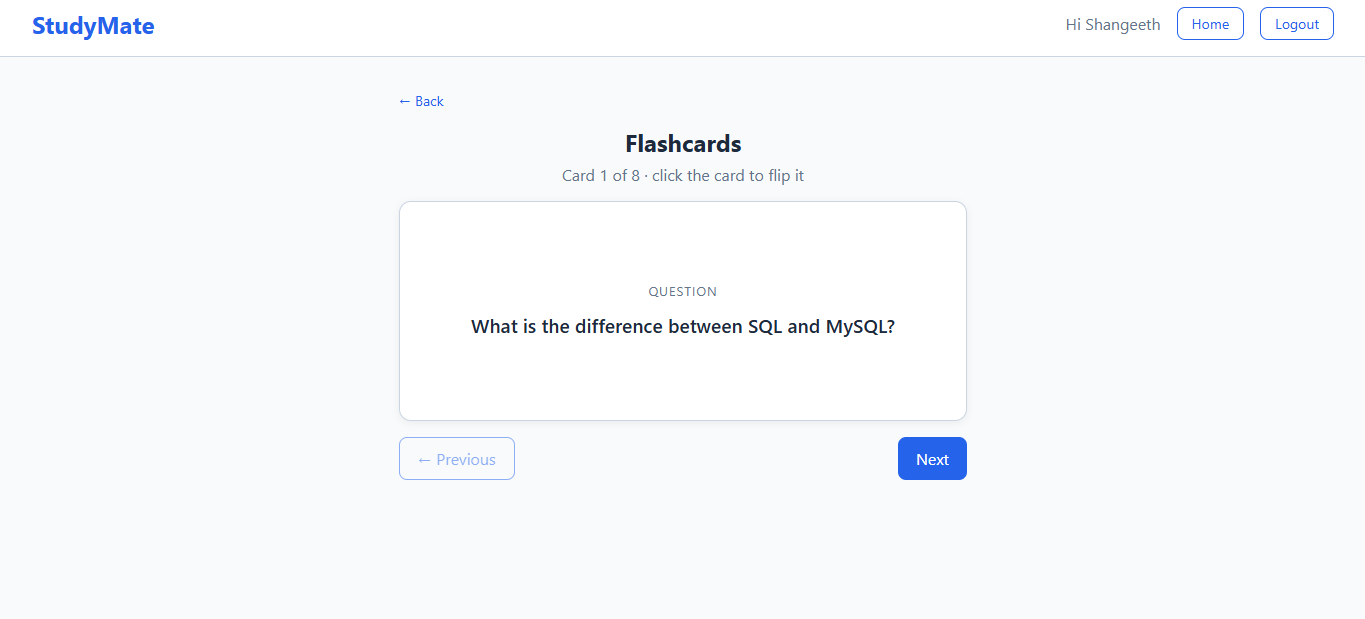 StudyMate
Hi Shangeeth
Home
Logout
← Back
Flashcards
Card 1 of 8 · click the card to flip it
QUESTION
What is the difference between SQL and MySQL?
← Previous
Next